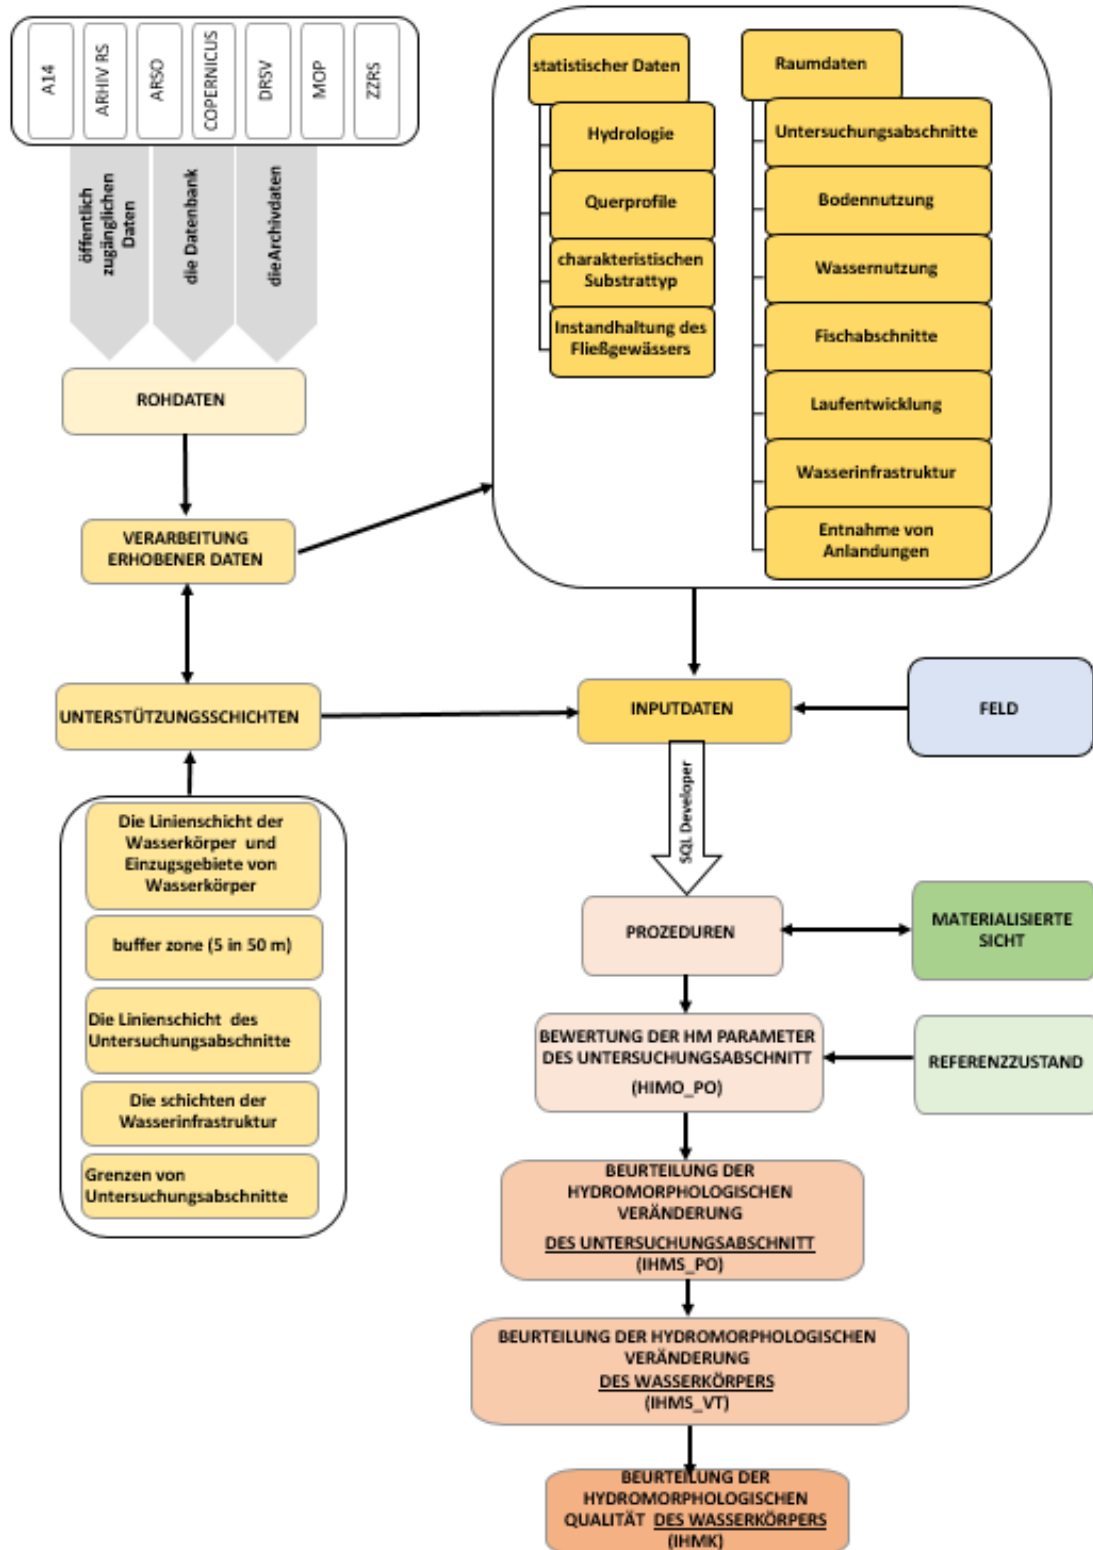 A14
ARHIV RS
ARSO
COPERNICUS
DRSV
MOP
ZZRS
öffentlich
zugänglichen
Daten
die Datenbank
dieArchivdaten
ROHDATEN
VERARBEITUNG
ERHOBENER DATEN
statistischer Daten
Hydrologie
Querprofile
charakteristischen
Substrattyp
Instandhaltung des
Fließgewässers
Raumdaten
Untersuchungsabschnitte
Bodennutzung
Wassernutzung
Fischabschnitte
Laufentwicklung
Wasserinfrastruktur
Entnahme von
Anlandungen
UNTERSTÜTZUNGSSCHICHTEN
INPUTDATEN
FELD
Die Linienschicht der
Wasserkörper und
Einzugsgebiete von
Wasserkörper
buffer zone (5 in 50 m)
Die Linienschicht des
Untersuchungsabschnitte
Die schichten der
Wasserinfrastruktur
Grenzen von
Untersuchungsabschnitte
SQL Developer
PROZEDUREN
MATERIALISIERTE
SICHT
BEWERTUNG DER HM PARAMETER
DES UNTERSUCHUNGSABSCHNITT
(HIMO_PO)
REFERENZZUSTAND
BEURTEILUNG DER
HYDROMORPHOLOGISCHEN
VERÄNDERUNG
DES UNTERSUCHUNGSABSCHNITT
(IHMS_PO)
BEURTEILUNG DER HYDROMORPHOLOGISCHEN
VERÄNDERUNG
DES WASSERKÖRPERS
(IHMS_VT)
BEURTEILUNG DER
HYDROMORPHOLOGISCHEN
QUALITÄT DES WASSERKÖRPERS
(IHMK)